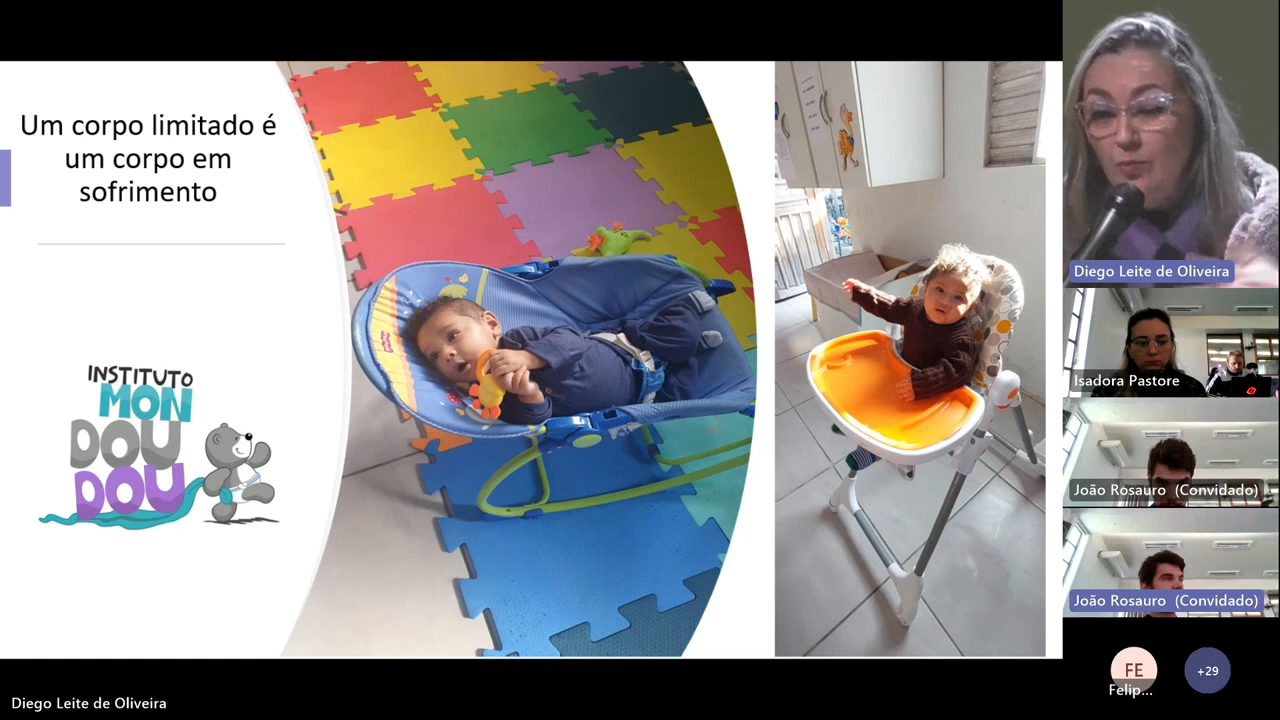 Um corpo limitado é
um corpo em
sofrimento
INSTITUTO
MON
DOU
DOU
Diego Leite de Oliveira
Isadora Pastore
João Rosauro (Convidado)
João Rosauro (Convidado)
FE
Felip...
+29
Diego Leite de Oliveira